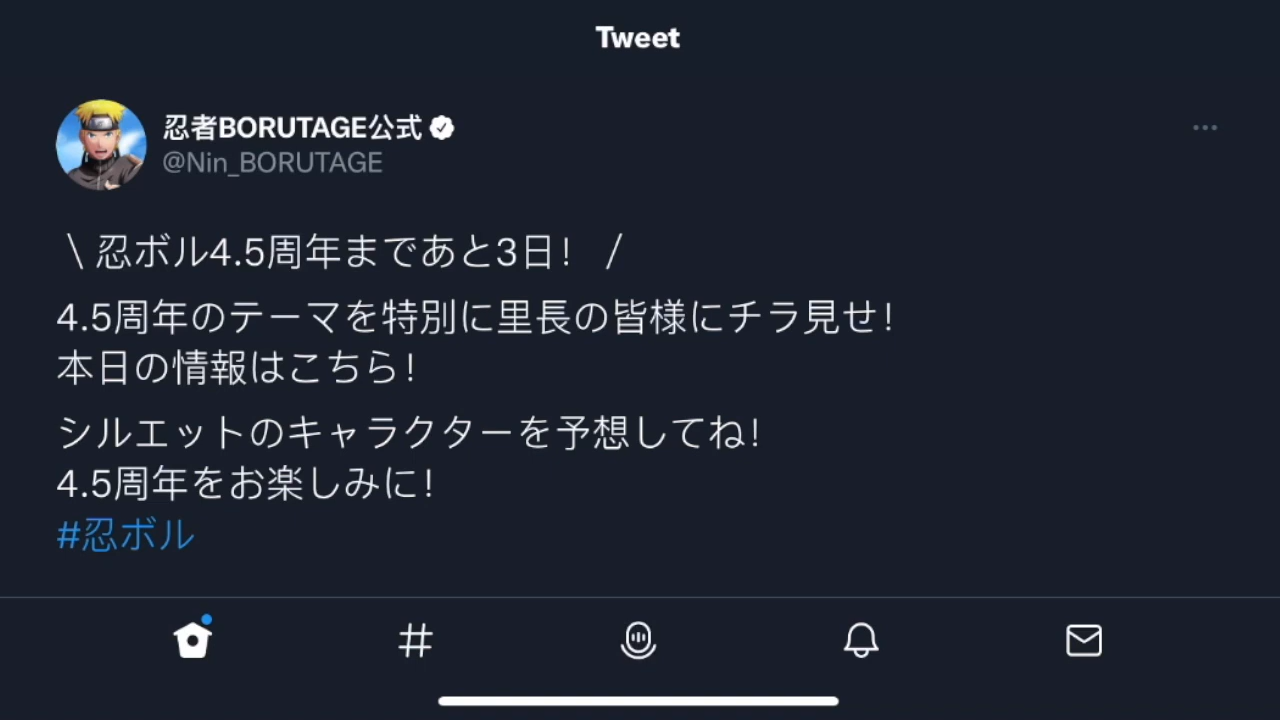 Tweet
忍者BORUTAGE公式
@Nin_BORUTAGE
\ 忍ボル4.5周年まであと3日! /
4.5周年のテーマを特別に里長の皆様にチラ見せ!
本日の情報はこちら!
シルエットのキャラクターを予想してね!
4.5周年をお楽しみに!
#忍ボル